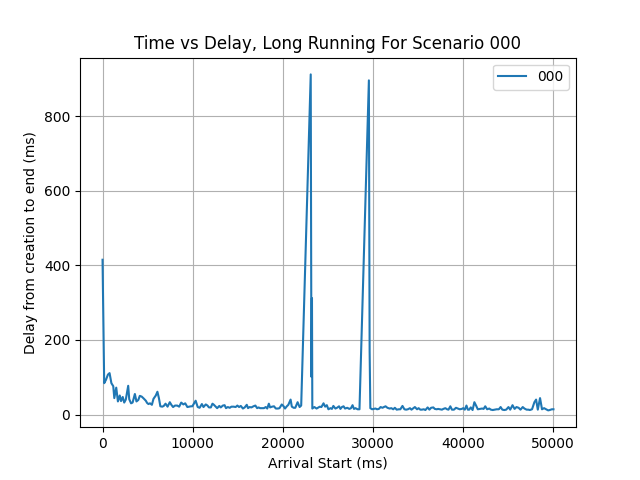 Time vs Delay, Long Running For Scenario 000
000
Delay from creation to end (ms)
800
600
400
200
0
0 10000 20000 30000 40000 50000
Arrival Start (ms)